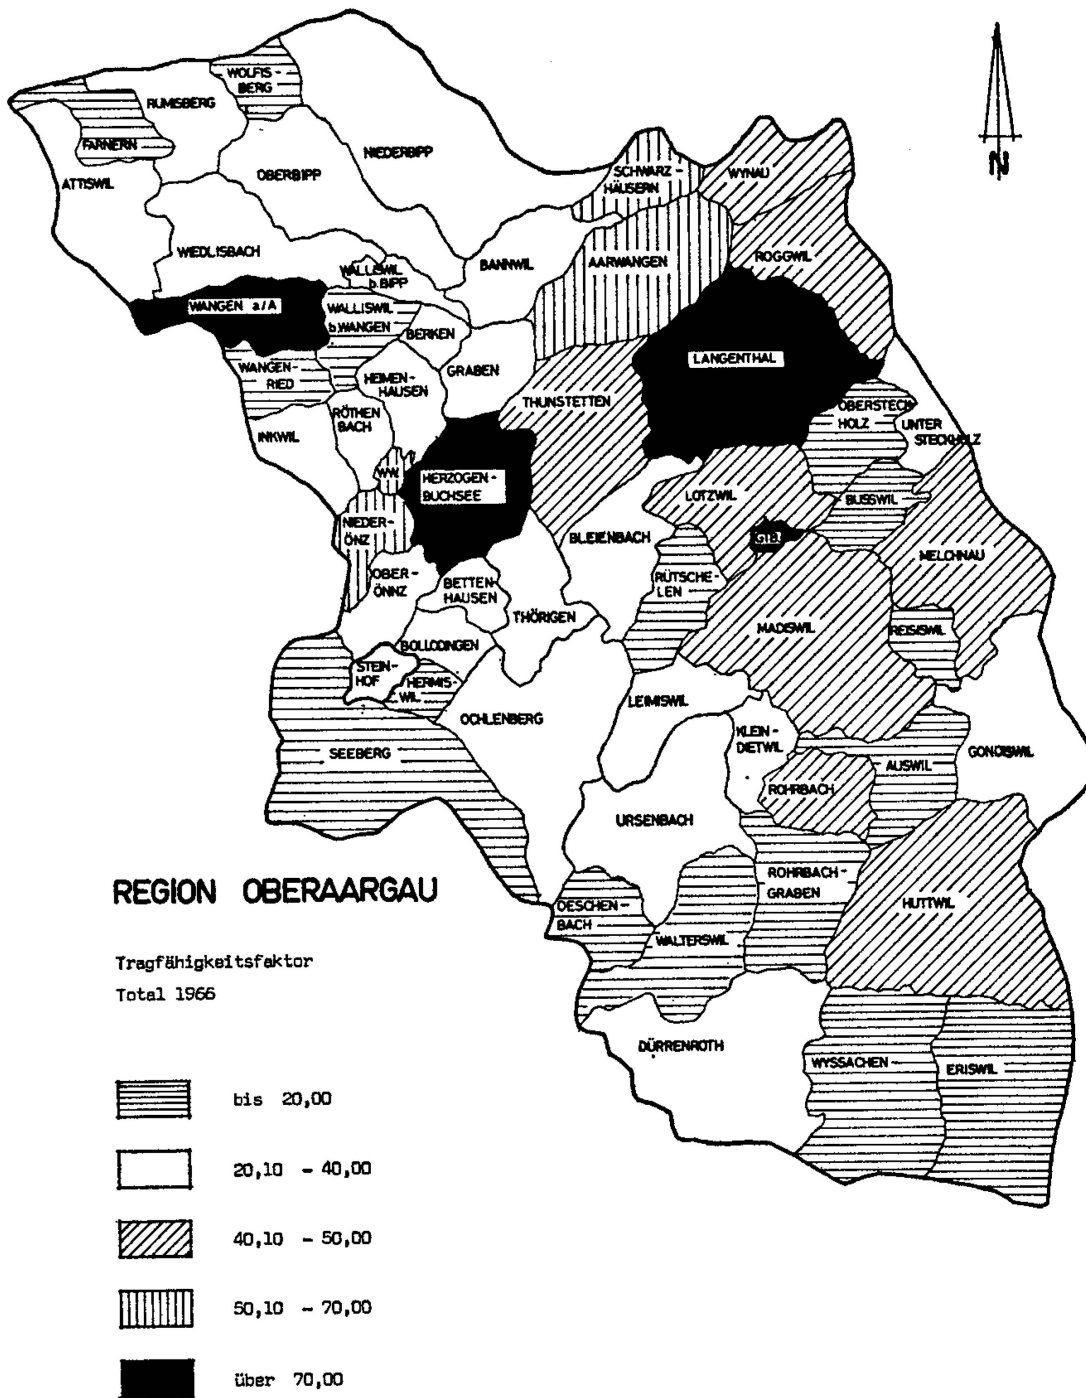 WOLFIS-
BERG
RUMISBERG
FARNERN
NIEDERBIPP
OBERBIPP
ATTISWIL
SCHWARZ-
HÄUSERN
WYNAU
N
WIEDLISBACH
BANNWIL
AARWANGEN
ROGGWIL
WALLISWIL
b.BIPP
WANGEN a/A
WALLISWIL
b.WANGEN
BERKEN
WANGEN-
RIED
HEIMEN-
HAUSEN
GRABEN
LANGENTHAL
THUNSTETTEN
RÖTHEN
BACH
INKWIL
OBERSTECK
HOLZ
UNTER
STECKHOLZ
WW.
HERZOGEN-
BUCHSEE
LOTZWIL
BUSSWIL
NIEDER-
ÖNZ
BLEIENBACH
GTB.
MELCHNAU
OBER-
ÖNNZ
BETTEN
HAUSEN
RÜTSCHE-
LEN
THÖRIGEN
MADISWIL
REISISWIL
BOLLODINGEN
STEIN-
HOF
HERMIS-
WIL
LEIMISWIL
OCHLENBERG
KLEIN-
DIETWIL
SEEBERG
AUSWIL
GONDISWIL
ROHRBACH
URSENBACH
REGION OBERAARGAU
ROHRBACH-
GRABEN
OESCHEN-
BACH
HUTTWIL
WALTERSWIL
Tragfähigkeitsfaktor
Total 1966
DÜRRENROTH
WYSSACHEN
ERISWIL
bis 20,00
20,10 - 40,00
40,10 - 50,00
50,10 - 70,00
über 70,00